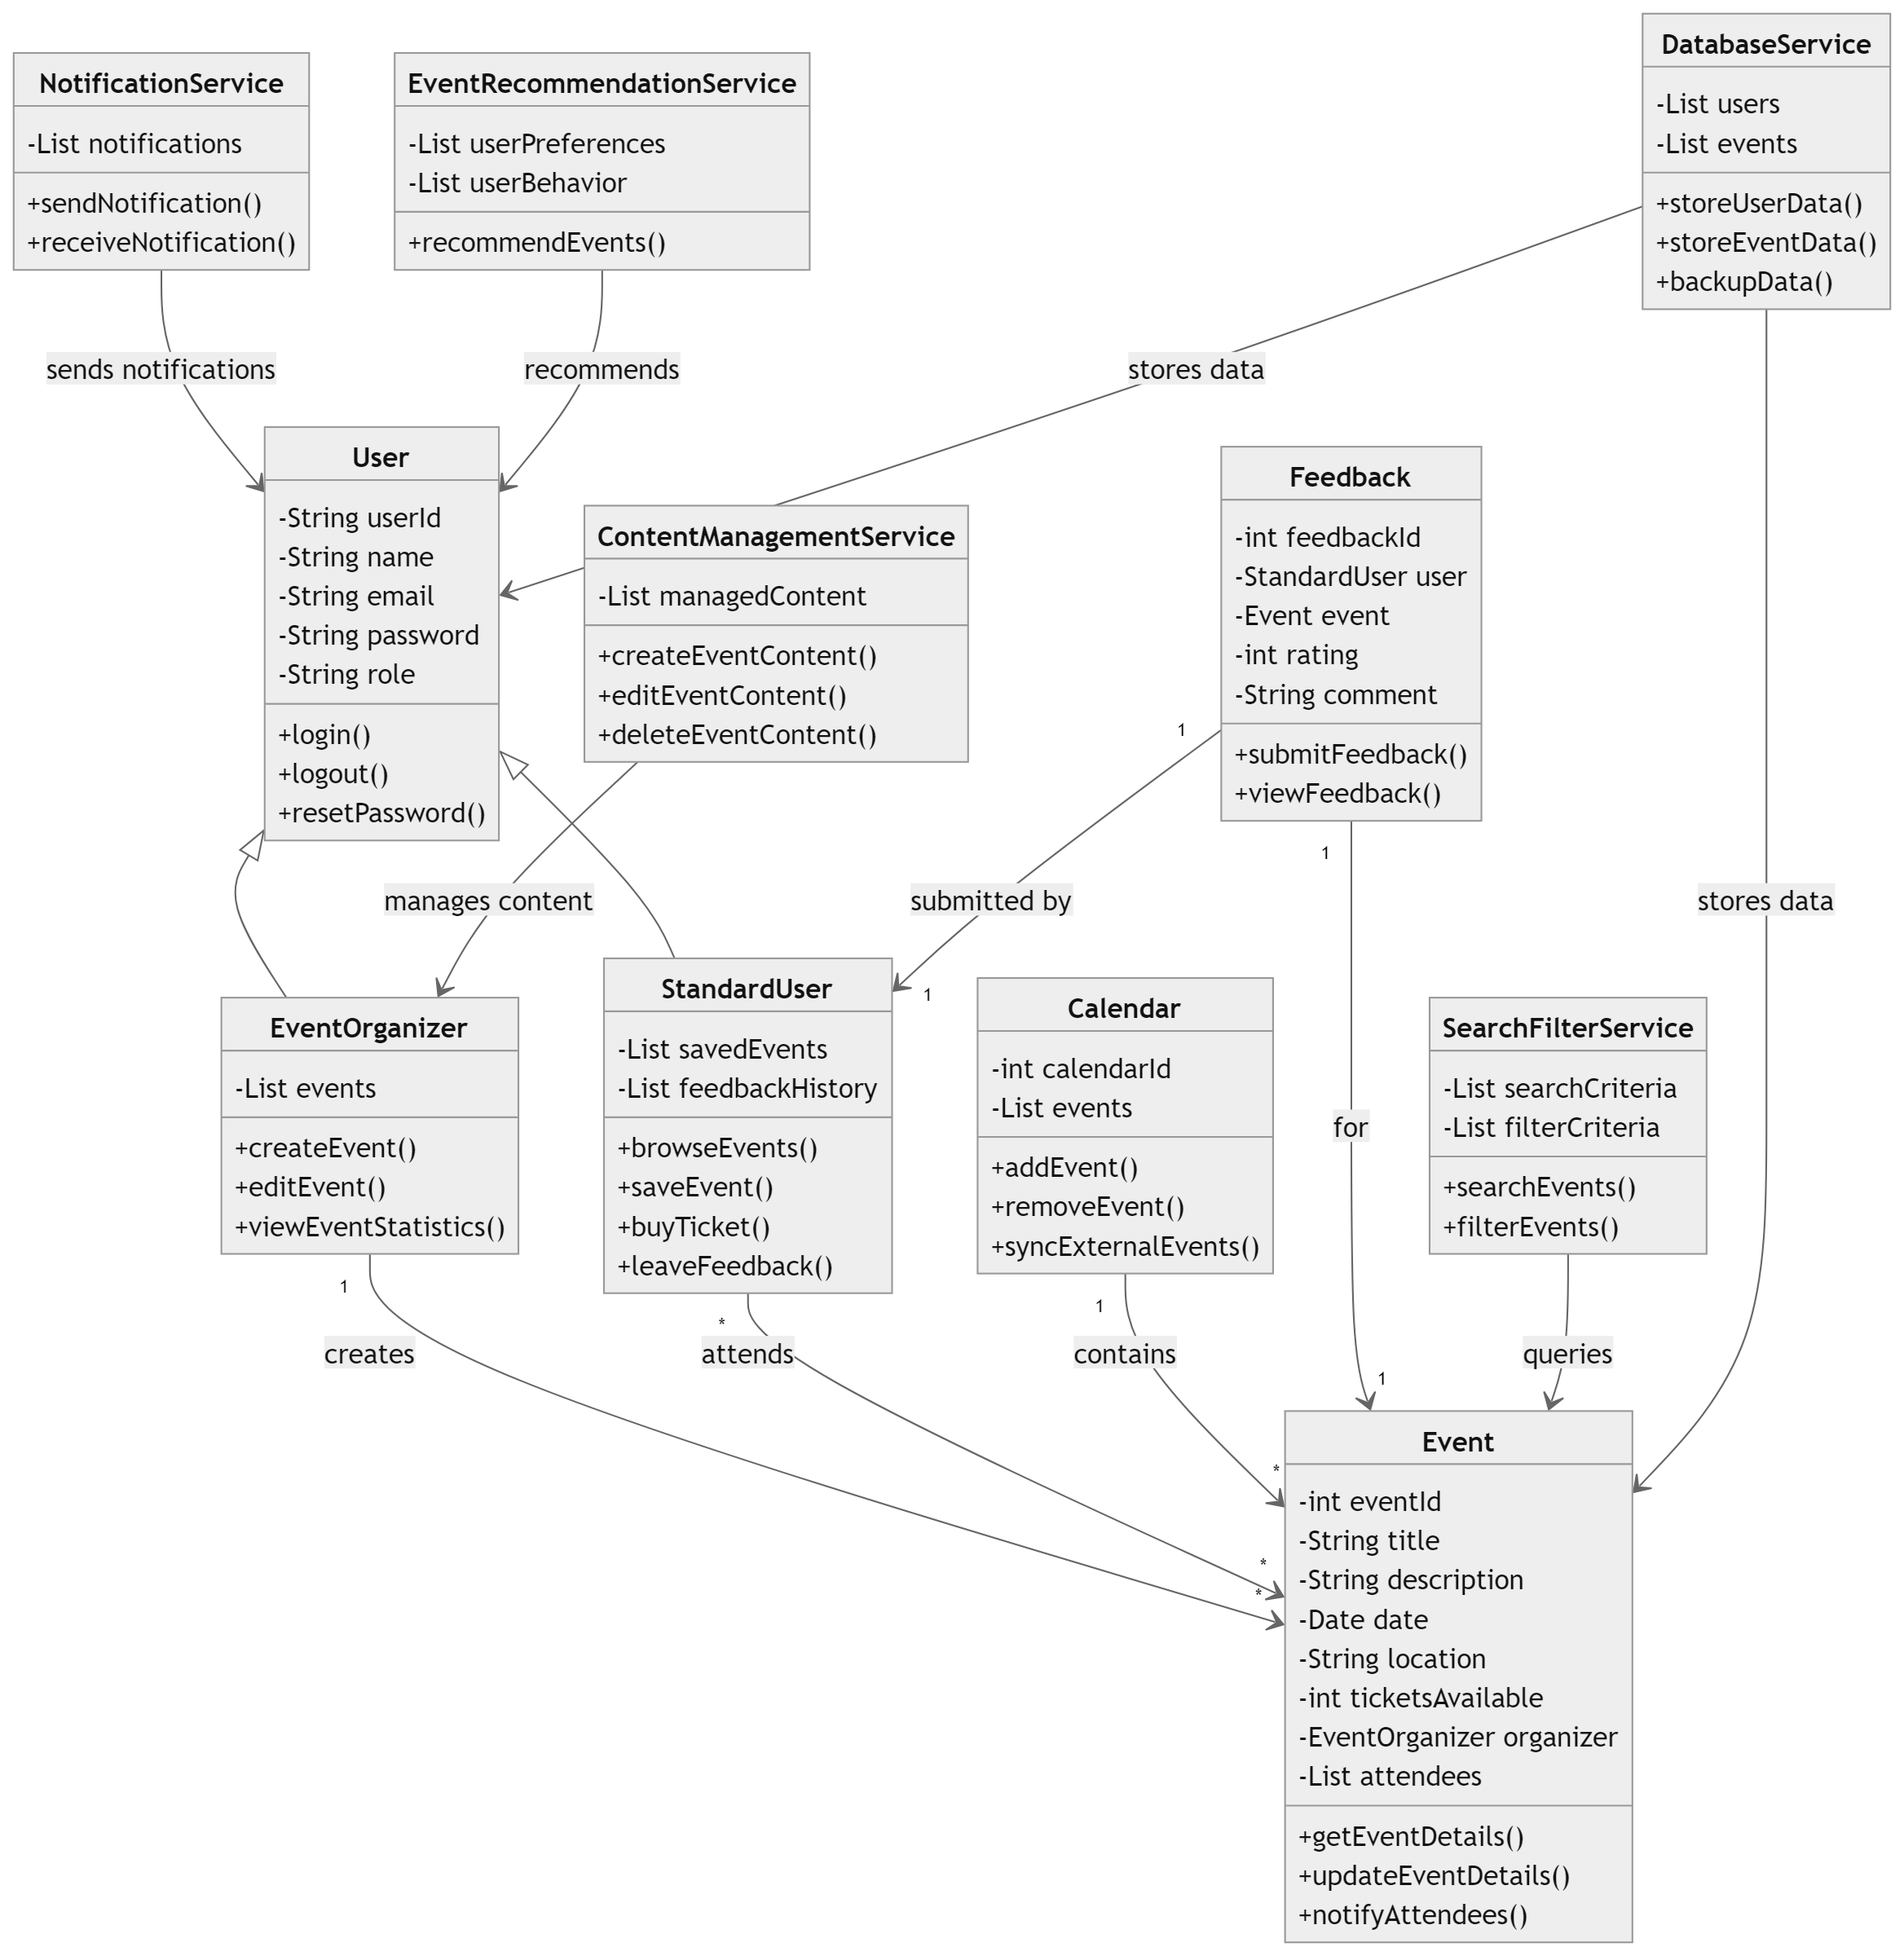 NotificationService
-List notifications
+sendNotification()
+receiveNotification()
EventRecommendationService
-List userPreferences
-List userBehavior
+recommendEvents()
DatabaseService
-List users
-List events
+storeUserData()
+storeEventData()
+backupData()
sends notifications
recommends
stores data
User
-String userId
-String name
-String email
-String password
-String role
+login()
+logout()
+resetPassword()
ContentManagementService
-List managedContent
+createEventContent()
+editEventContent()
+deleteEventContent()
Feedback
-int feedbackId
-StandardUser user
-Event event
-int rating
-String comment
+submitFeedback()
+viewFeedback()
1
1
manages content
submitted by
stores data
1
EventOrganizer
-List events
+createEvent()
+editEvent()
+viewEventStatistics()
StandardUser
-List savedEvents
-List feedbackHistory
+browseEvents()
+saveEvent()
+buyTicket()
+leaveFeedback()
Calendar
-int calendarId
-List events
+addEvent()
+removeEvent()
+syncExternalEvents()
for
SearchFilterService
-List searchCriteria
-List filterCriteria
+searchEvents()
+filterEvents()
1
*
1
creates
attends
contains
queries
1
*
*
*
Event
-int eventId
-String title
-String description
-Date date
-String location
-int ticketsAvailable
-EventOrganizer organizer
-List attendees
+getEventDetails()
+updateEventDetails()
+notifyAttendees()